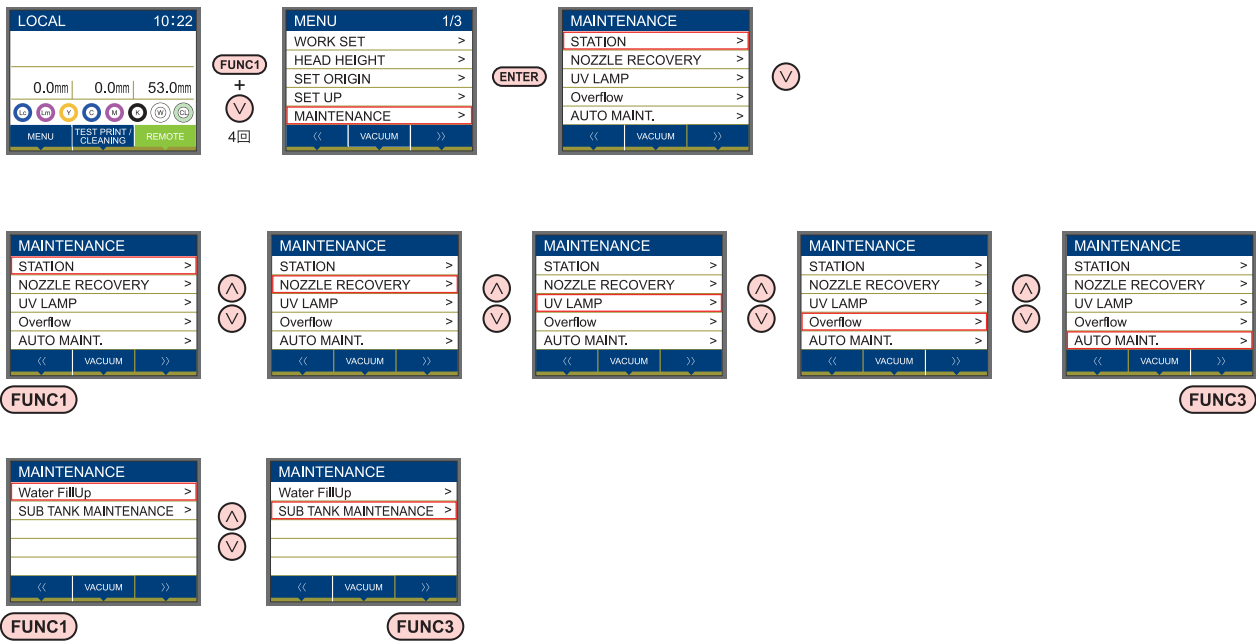 LOCAL 10:22
0.0mm 0.0mm 53.0mm
Lc Lm Y C M K W CL
MENU TEST PRINT / CLEANING REMOTE
FUNC1
+
4回
MENU 1/3
WORK SET >
HEAD HEIGHT >
SET ORIGIN >
SET UP >
MAINTENANCE >
<< VACUUM >>
ENTER
MAINTENANCE
STATION >
NOZZLE RECOVERY >
UV LAMP >
Overflow >
AUTO MAINT. >
<< VACUUM >>
MAINTENANCE
STATION >
NOZZLE RECOVERY >
UV LAMP >
Overflow >
AUTO MAINT. >
<< VACUUM >>
FUNC1
MAINTENANCE
STATION >
NOZZLE RECOVERY >
UV LAMP >
Overflow >
AUTO MAINT. >
<< VACUUM >>
MAINTENANCE
STATION >
NOZZLE RECOVERY >
UV LAMP >
Overflow >
AUTO MAINT. >
<< VACUUM >>
MAINTENANCE
STATION >
NOZZLE RECOVERY >
UV LAMP >
Overflow >
AUTO MAINT. >
<< VACUUM >>
MAINTENANCE
STATION >
NOZZLE RECOVERY >
UV LAMP >
Overflow >
AUTO MAINT. >
<< VACUUM >>
FUNC3
MAINTENANCE
Water FillUp >
SUB TANK MAINTENANCE >
<< VACUUM >>
FUNC1
MAINTENANCE
Water FillUp >
SUB TANK MAINTENANCE >
<< VACUUM >>
FUNC3